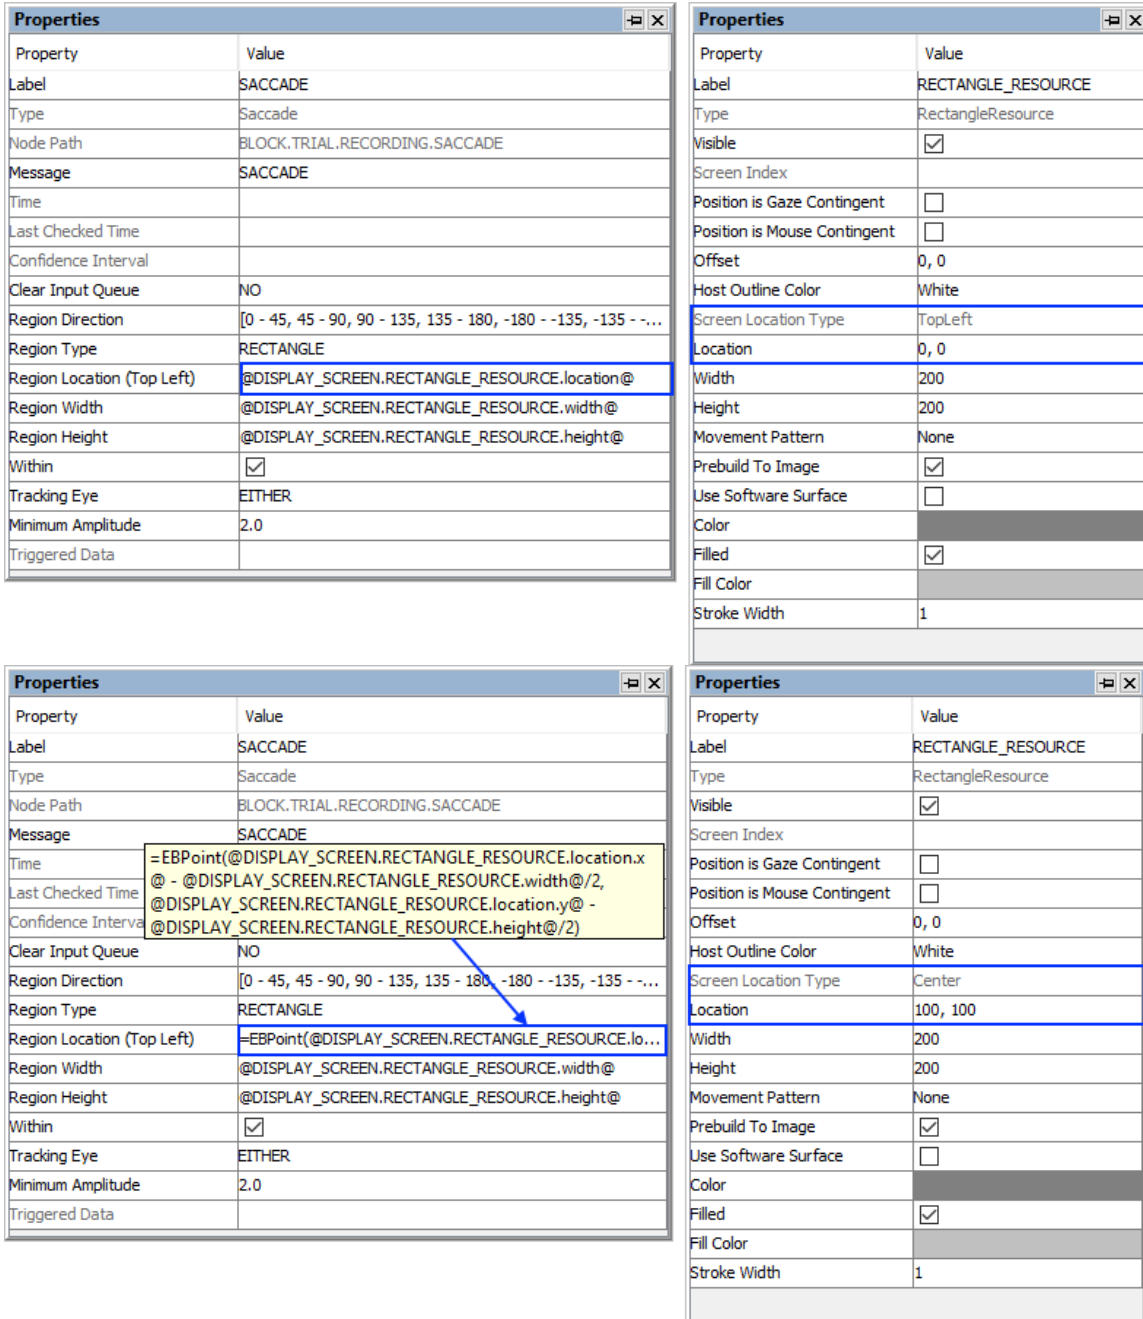 Properties
Property Value
Label SACCADE
Type Saccade
Node Path BLOCK.TRIAL.RECORDING.SACCADE
Message SACCADE
Time
Last Checked Time
Confidence Interval
Clear Input Queue NO
Region Direction [0 - 45, 45 - 90, 90 - 135, 135 - 180, -180 - -135, -135 - -...
Region Type RECTANGLE
Region Location (Top Left) @DISPLAY_SCREEN.RECTANGLE_RESOURCE.location@
Region Width @DISPLAY_SCREEN.RECTANGLE_RESOURCE.width@
Region Height @DISPLAY_SCREEN.RECTANGLE_RESOURCE.height@
Within
Tracking Eye EITHER
Minimum Amplitude 2.0
Triggered Data
Properties
Property Value
Label RECTANGLE_RESOURCE
Type RectangleResource
Visible
Screen Index
Position is Gaze Contingent
Position is Mouse Contingent
Offset 0, 0
Host Outline Color White
Screen Location Type TopLeft
Location 0, 0
Width 200
Height 200
Movement Pattern None
Prebuild To Image
Use Software Surface
Color
Filled
Fill Color
Stroke Width 1
Properties
Property Value
Label SACCADE
Type Saccade
Node Path BLOCK.TRIAL.RECORDING.SACCADE
Message SACCADE
Time
Last Checked Time
Confidence Interva
=EBPoint(@DISPLAY_SCREEN.RECTANGLE_RESOURCE.location.x
@ - @DISPLAY_SCREEN.RECTANGLE_RESOURCE.width@/2,
@DISPLAY_SCREEN.RECTANGLE_RESOURCE.location.y@ -
@DISPLAY_SCREEN.RECTANGLE_RESOURCE.height@/2)
Clear Input Queue NO
Region Direction [0 - 45, 45 - 90, 90 - 135, 135 - 180, -180 - -135, -135 - -...
Region Type RECTANGLE
Region Location (Top Left) =EBPoint(@DISPLAY_SCREEN.RECTANGLE_RESOURCE.lo...
Region Width @DISPLAY_SCREEN.RECTANGLE_RESOURCE.width@
Region Height @DISPLAY_SCREEN.RECTANGLE_RESOURCE.height@
Within
Tracking Eye EITHER
Minimum Amplitude 2.0
Triggered Data
Properties
Property Value
Label RECTANGLE_RESOURCE
Type RectangleResource
Visible
Screen Index
Position is Gaze Contingent
Position is Mouse Contingent
Offset 0, 0
Host Outline Color White
Screen Location Type Center
Location 100, 100
Width 200
Height 200
Movement Pattern None
Prebuild To Image
Use Software Surface
Color
Filled
Fill Color
Stroke Width 1